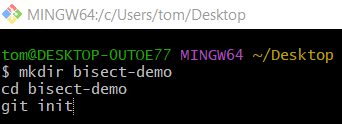 MINGW64:/c/Users/tom/Desktop
tom@DESKTOP-OUTOE77 MINGW64 ~/Desktop
$ mkdir bisect-demo
cd bisect-demo
git init